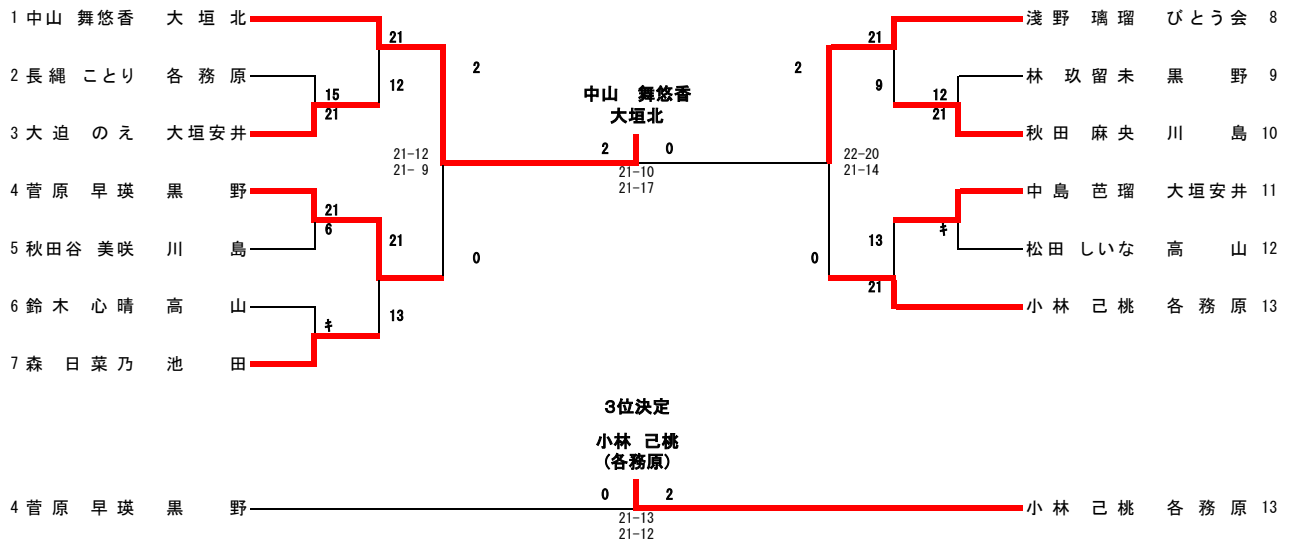 1 中山 舞悠香 大垣北
2 長縄 ことり 各務原
3 大迫 のえ 大垣安井
4 菅原 早瑛 黒野
5 秋田谷 美咲 川島
6 鈴木 心晴 高山
7 森 日菜乃 池田
21
12
15
21
21
6
21
13
キ
2
0
21-12
21- 9
中山 舞悠香
大垣北
2 0
21-10
21-17
2
0
22-20
21-14
21
9
12
21
13
21
キ
淺野 璃瑠 びとう会 8
林 玖留未 黒野 9
秋田 麻央 川島 10
中島 芭瑠 大垣安井 11
松田 しいな 高山 12
小林 己桃 各務原 13
3位決定
小林 己桃
(各務原)
0 2
4 菅原 早瑛 黒野
21-13
21-12
小林 己桃 各務原 13